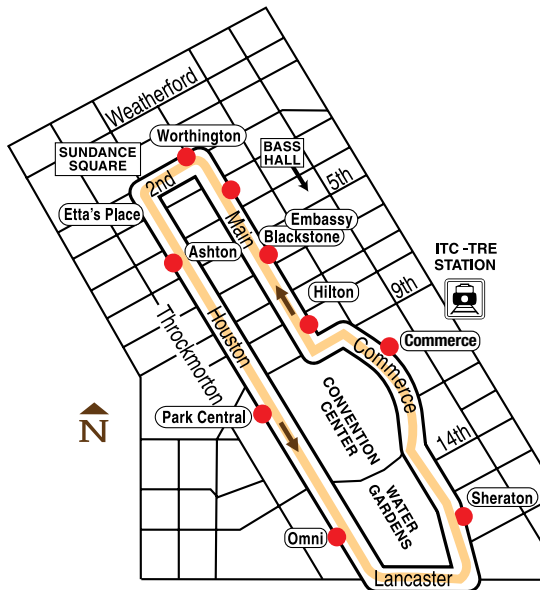 Weatherford
Worthington
SUNDANCE
SQUARE
BASS
HALL
2nd
5th
Etta's Place
Main
Embassy
Blackstone
Ashton
ITC -TRE
STATION
9th
Hilton
Throckmorton
Houston
Commerce
Commerce
CONVENTION
CENTER
Park Central
N
14th
WATER
GARDENS
Sheraton
Omni
Lancaster